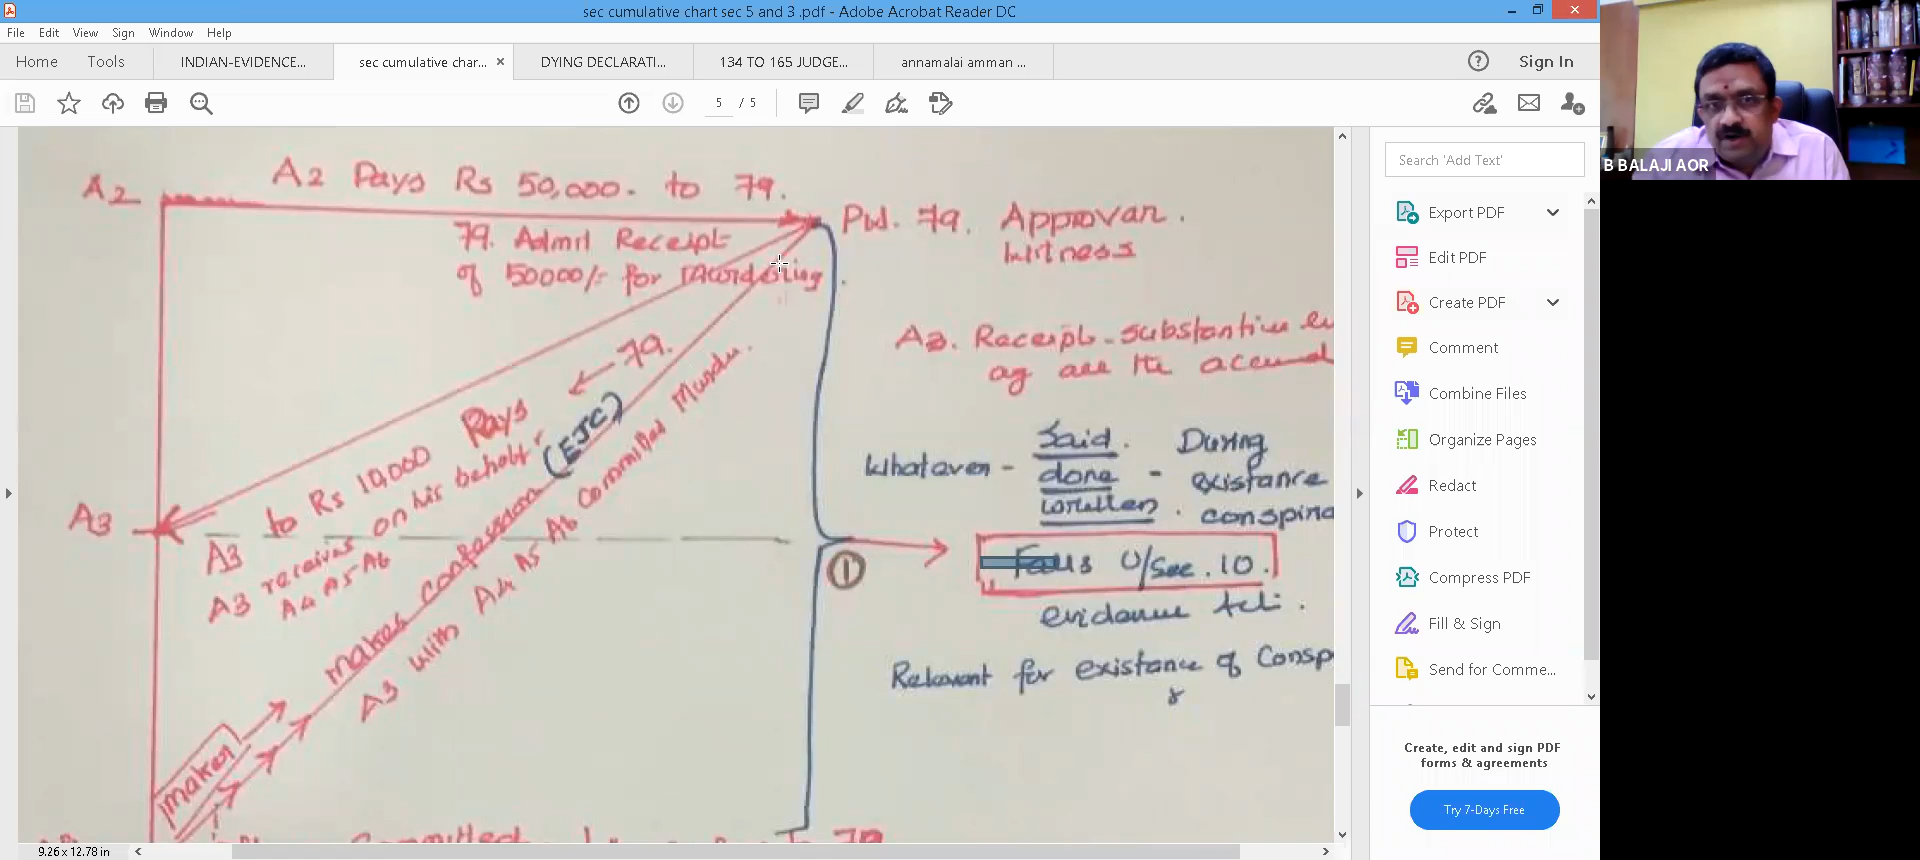 sec cumulative chart sec 5 and 3 .pdf - Adobe Acrobat Reader DC
File Edit View Sign Window Help
Home Tools INDIAN-EVIDENCE... sec cumulative char... × DYING DECLARATI... 134 TO 165 JUDGE... annamalai amman ... Sign In
5 / 5
B BALAJI AOR
A2
A2 Pays Rs 50,000. to 79.
79. Admit Receipt
of 50000/- for murdering.
Pw. 79. Approvar.
witness
Receipt - substantive
ag all the
79.
Whatever - Said. During
done - existance
written.
A3
A3 to Rs 10,000 Pays
A3 receives on his behalf
A4 A5 A6
makes confession (EJC)
A3 with A4 A5 A6 committed Murder.
①
Falls U/Sec. 10.
evidance Act.
Relevant for existance of Consp
maker
Search 'Add Text'
Export PDF
Edit PDF
Create PDF
Comment
Combine Files
Organize Pages
Redact
Protect
Compress PDF
Fill & Sign
Send for Comme...
Create, edit and sign PDF
forms & agreements
Try 7-Days Free
9.26 x 12.78 in